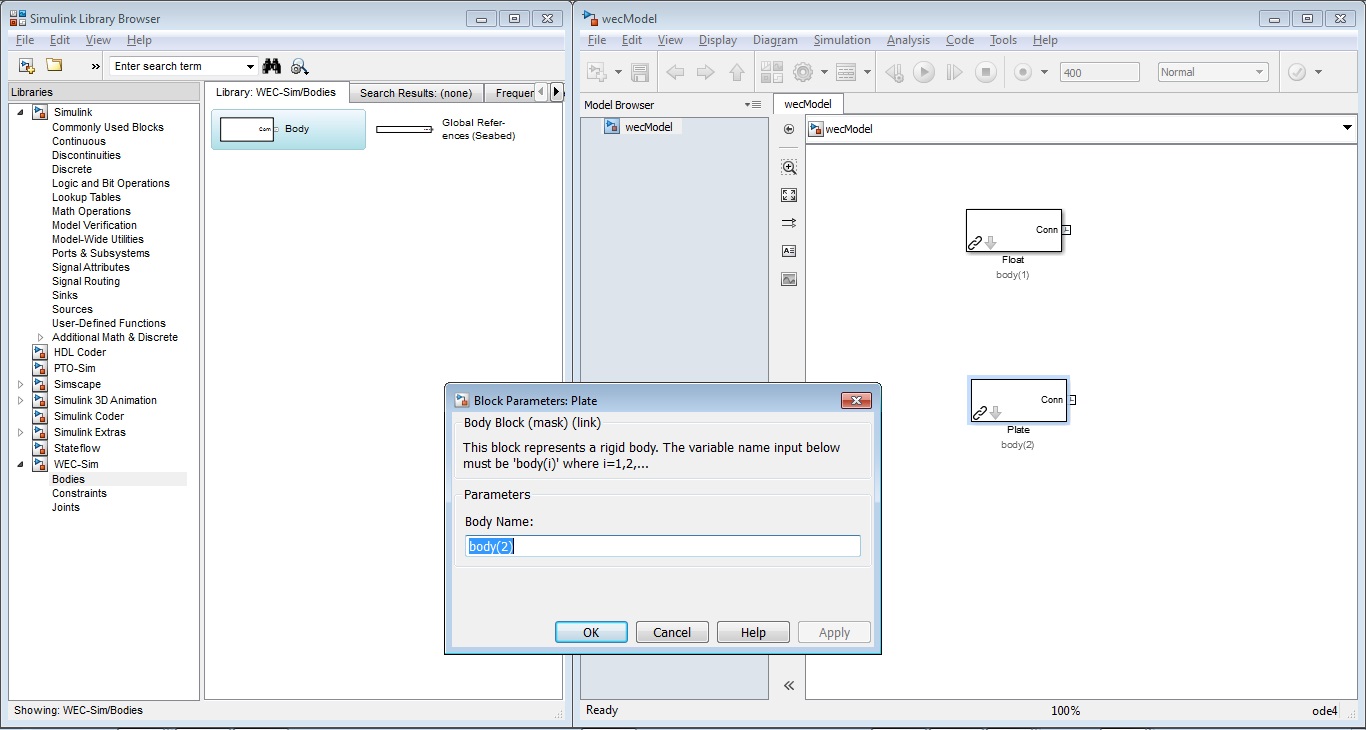 Simulink Library Browser
File Edit View Help
» Enter search term
Libraries
Simulink
Commonly Used Blocks
Continuous
Discontinuities
Discrete
Logic and Bit Operations
Lookup Tables
Math Operations
Model Verification
Model-Wide Utilities
Ports & Subsystems
Signal Attributes
Signal Routing
Sinks
Sources
User-Defined Functions
Additional Math & Discrete
HDL Coder
PTO-Sim
Simscape
Simulink 3D Animation
Simulink Coder
Simulink Extras
Stateflow
WEC-Sim
Bodies
Constraints
Joints
Library: WEC-Sim/Bodies Search Results: (none) Frequer
Conn Body
Global Refer-
ences (Seabed)
Showing: WEC-Sim/Bodies
wecModel
File Edit View Display Diagram Simulation Analysis Code Tools Help
400 Normal
Model Browser
wecModel
wecModel
wecModel
Conn
Float
body(1)
Conn
Plate
body(2)
Block Parameters: Plate
Body Block (mask) (link)
This block represents a rigid body. The variable name input below
must be 'body(i)' where i=1,2,...
Parameters
Body Name:
body(2)
OK Cancel Help Apply
Ready 100% ode4